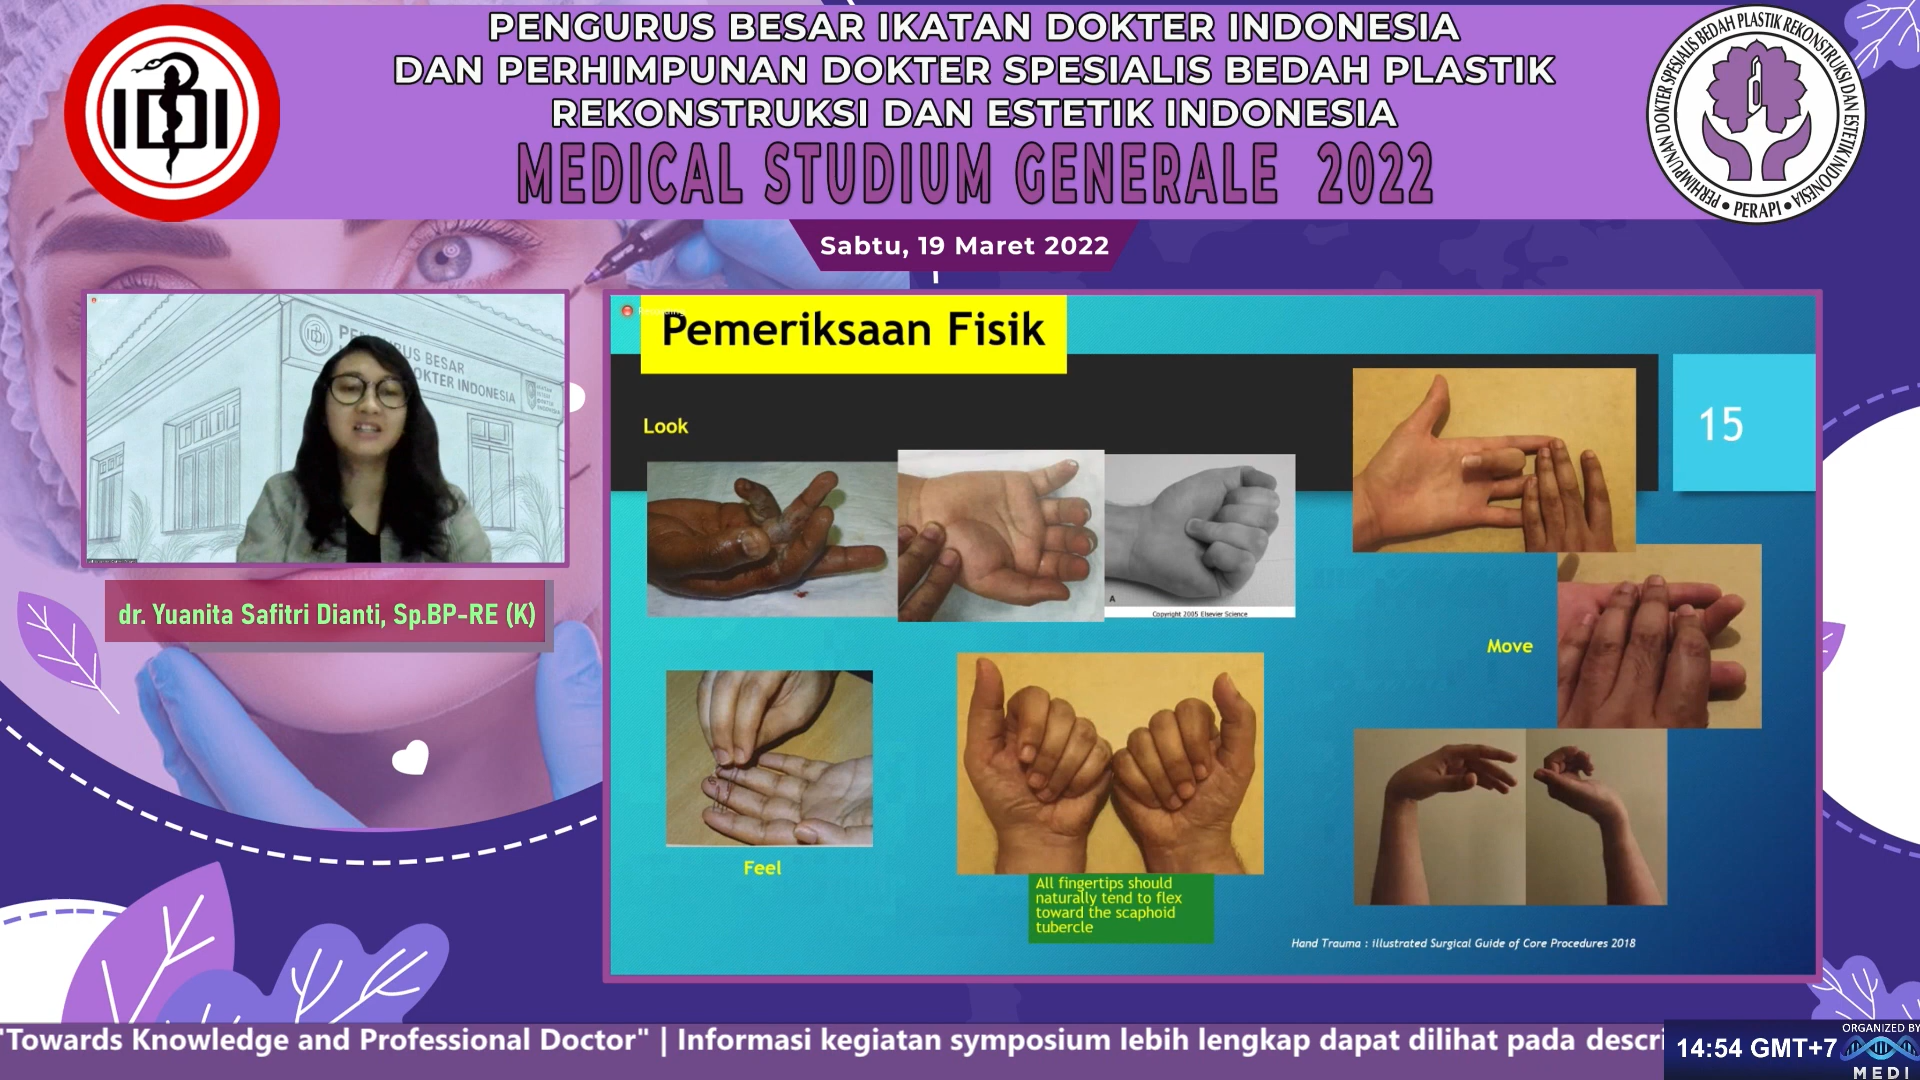 PENGURUS BESAR IKATAN DOKTER INDONESIA
DAN PERHIMPUNAN DOKTER SPESIALIS BEDAH PLASTIK
REKONSTRUKSI DAN ESTETIK INDONESIA
MEDICAL STUDIUM GENERALE 2022
IDI
PERHIMPUNAN DOKTER SPESIALIS BEDAH PLASTIK REKONSTRUKSI DAN ESTETIK INDONESIA
• PERAPI •
Sabtu, 19 Maret 2022
PENGURUS BESAR
DOKTER INDONESIA
dr. Yuanita Safitri Dianti, Sp.BP-RE (K)
Pemeriksaan Fisik
15
Look
A
Copyright 2005 Elsevier Science
Move
Feel
All fingertips should
naturally tend to flex
toward the scaphoid
tubercle
Hand Trauma : illustrated Surgical Guide of Core Procedures 2018
"Towards Knowledge and Professional Doctor" | Informasi kegiatan symposium lebih lengkap dapat dilihat pada descri
14:54 GMT+7
ORGANIZED BY
MEDI